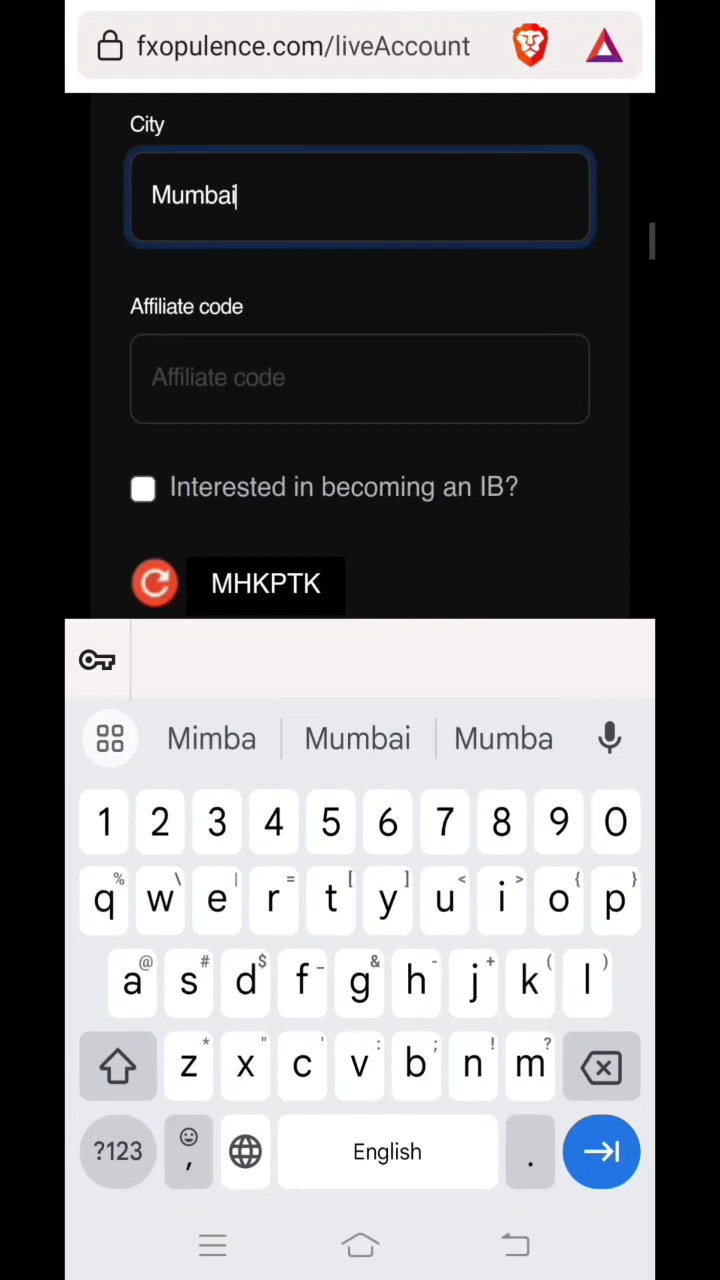 fxopulence.com/liveAccount
City
Mumbai
Affiliate code
Affiliate code
Interested in becoming an IB?
MHKPTK
Mimba Mumbai Mumba
1 2 3 4 5 6 7 8 9 0
% \ | = [ ] < > { }
q w e r t y u i o p
@ # $ - & - + ( )
a s d f g h j k l
* " ' : ; ! ?
z x c v b n m
?123 , English .